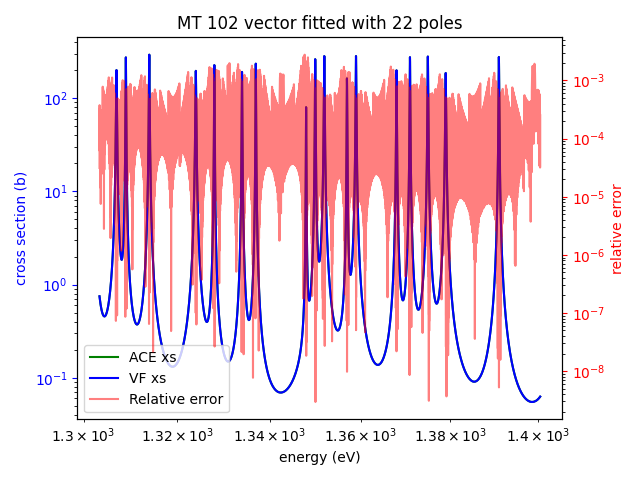 MT 102 vector fitted with 22 poles
cross section (b)
10²
10¹
10⁰
10⁻¹
10⁻³
10⁻⁴
10⁻⁵
10⁻⁶
10⁻⁷
10⁻⁸
relative error
ACE xs
VF xs
Relative error
1.3 × 10³ 1.32 × 10³ 1.34 × 10³ 1.36 × 10³ 1.38 × 10³ 1.4 × 10³
energy (eV)